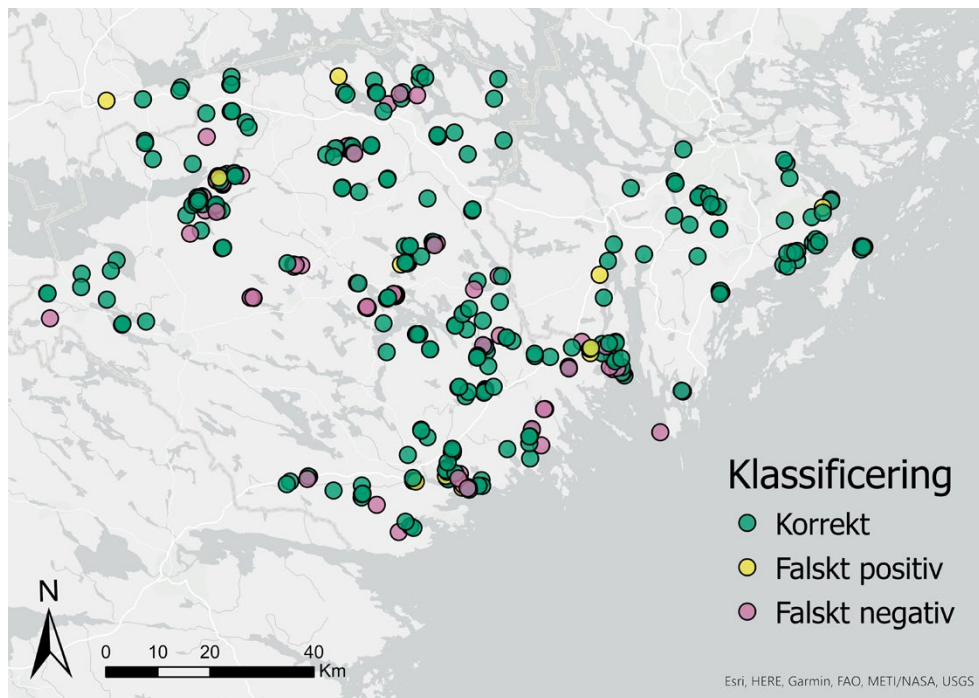 Klassificering
Korrekt
Falskt positiv
Falskt negativ
N
0 10 20 40
Km
Esri, HERE, Garmin, FAO, METI/NASA, USGS